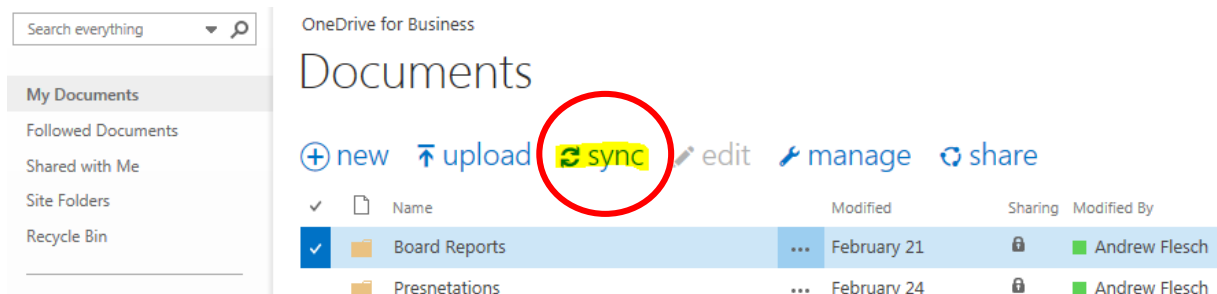 Search everything
OneDrive for Business
Documents
My Documents
Followed Documents
Shared with Me
Site Folders
Recycle Bin
new upload sync edit manage share
Name Modified Sharing Modified By
Board Reports ... February 21 Andrew Flesch
Presnetations ... February 24 Andrew Flesch